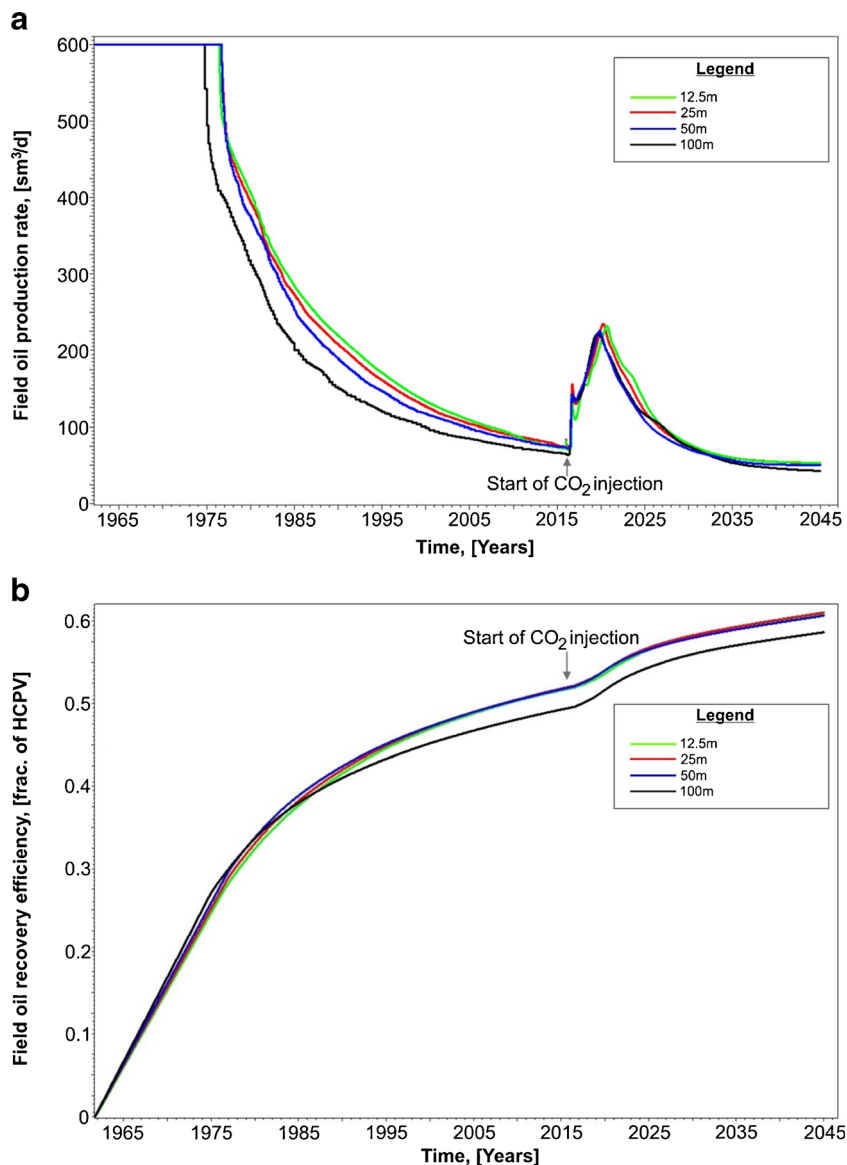 a
Field oil production rate, [sm³/d]
600
500
400
300
200
100
0
Legend
12.5m
25m
50m
100m
Start of CO₂ injection
1965 1975 1985 1995 2005 2015 2025 2035 2045
Time, [Years]
b
Field oil recovery efficiency, [frac. of HCPV]
0.6
0.5
0.4
0.3
0.2
0.1
0
Start of CO₂ injection
Legend
12.5m
25m
50m
100m
1965 1975 1985 1995 2005 2015 2025 2035 2045
Time, [Years]